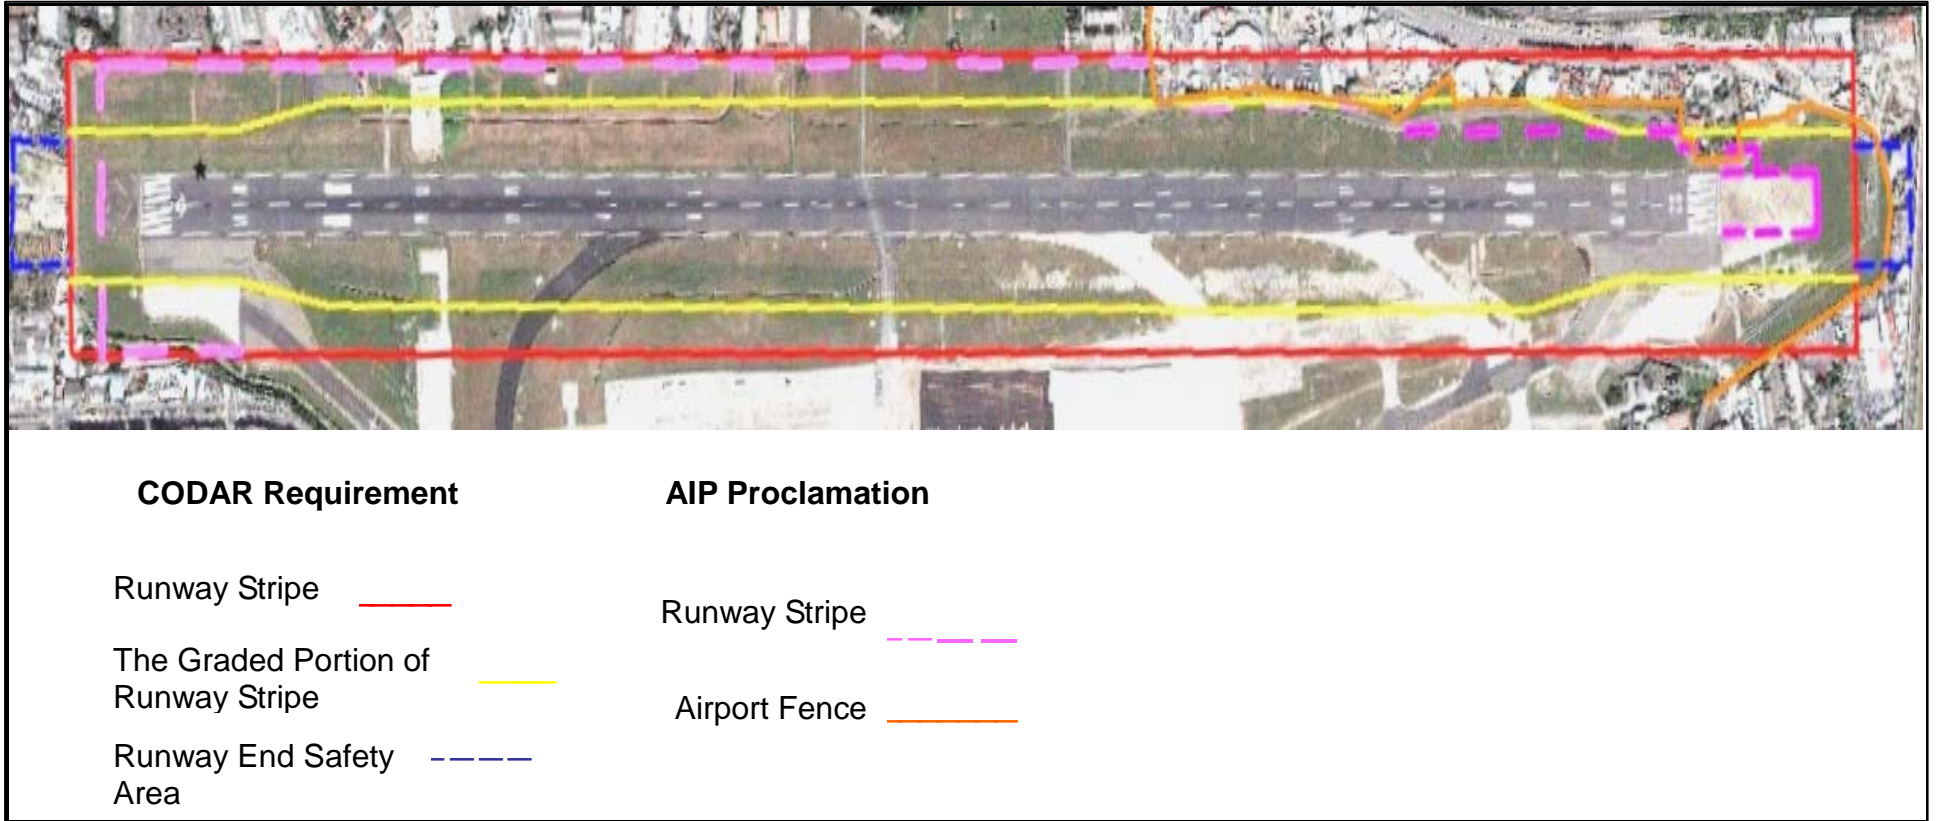 CODAR Requirement
AIP Proclamation
Runway Stripe
The Graded Portion of
Runway Stripe
Runway End Safety
Area
Runway Stripe
Airport Fence